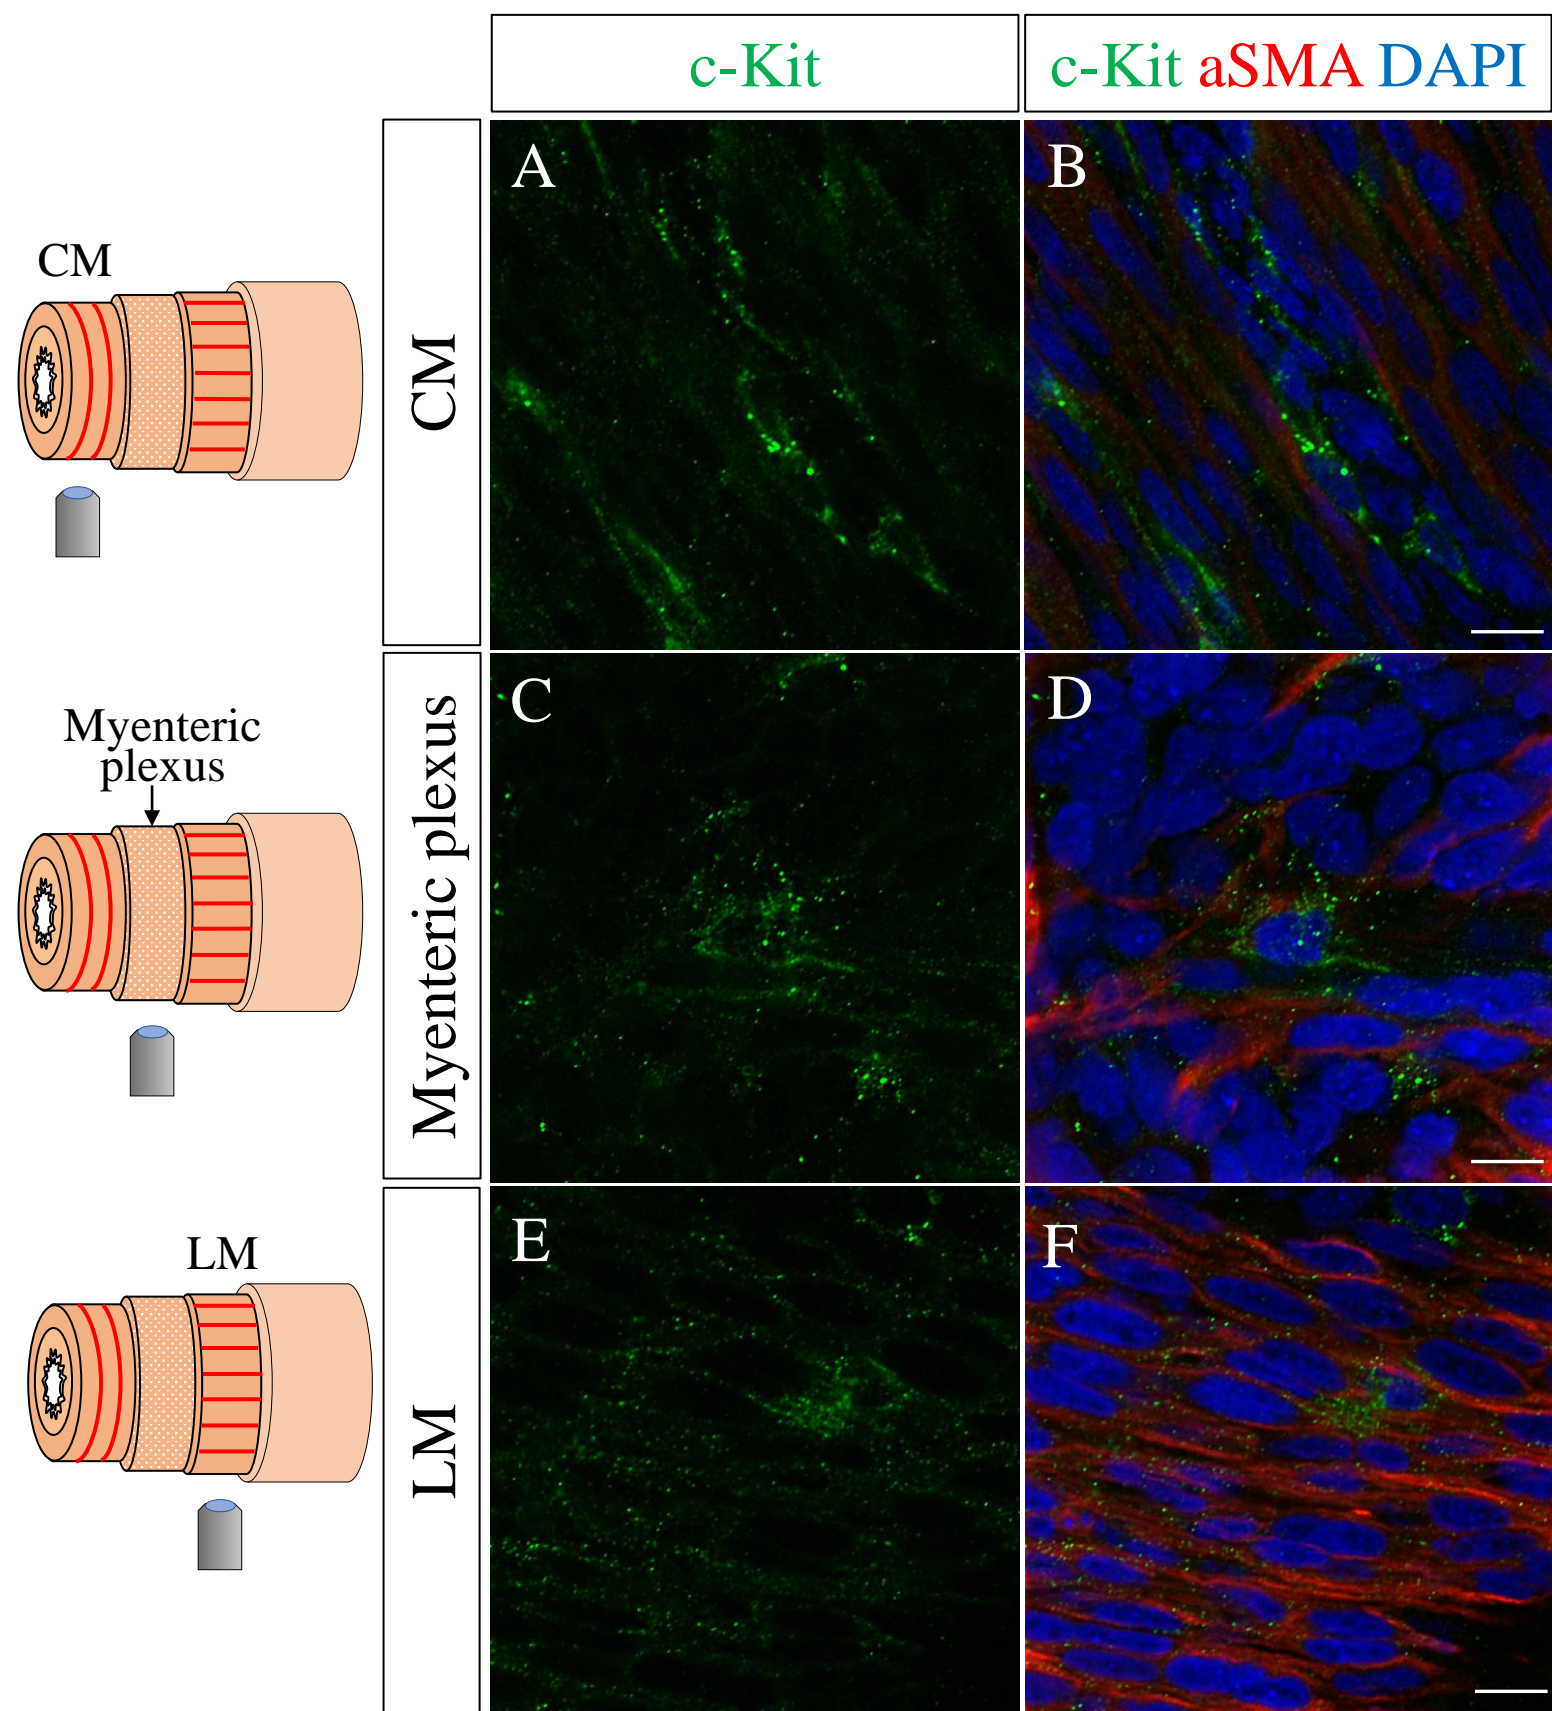 c-Kit
c-Kit aSMA DAPI
CM
CM
A
B
Myenteric
plexus
Myenteric plexus
C
D
LM
LM
E
F